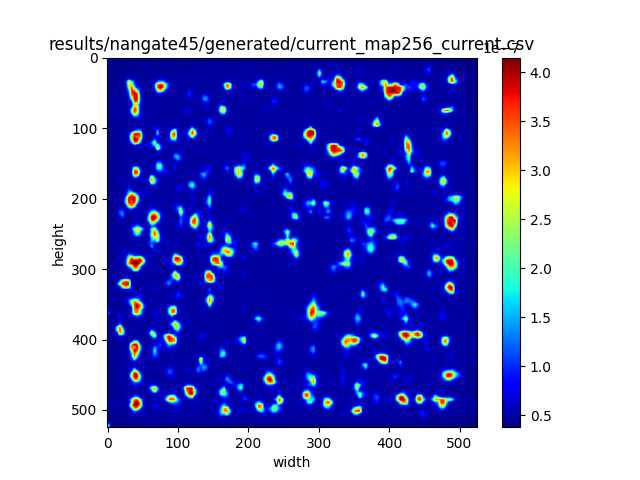 results/nangate45/generated/current_map256_current.csv
1e−7
0
100
200
300
400
500
height
0 100 200 300 400 500
width
4.0
3.5
3.0
2.5
2.0
1.5
1.0
0.5